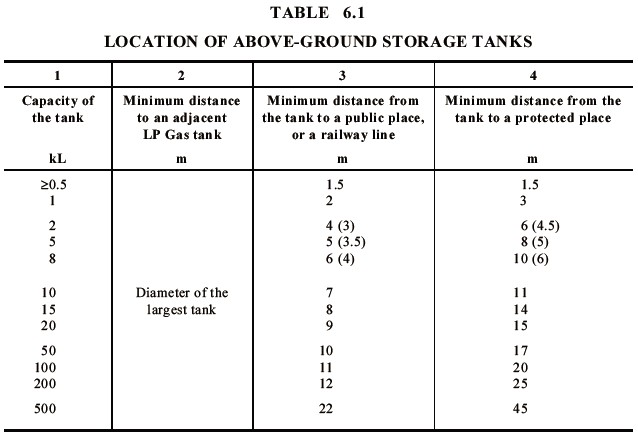 TABLE 6.1
LOCATION OF ABOVE-GROUND STORAGE TANKS
1 2 3 4
Capacity of the tank Minimum distance to an adjacent LP Gas tank Minimum distance from the tank to a public place, or a railway line Minimum distance from the tank to a protected place
kL m m m
≥0.5 1.5 1.5
1 2 3
2 4 (3) 6 (4.5)
5 5 (3.5) 8 (5)
8 6 (4) 10 (6)
10 Diameter of the 7 11
15 largest tank 8 14
20 9 15
50 10 17
100 11 20
200 12 25
500 22 45